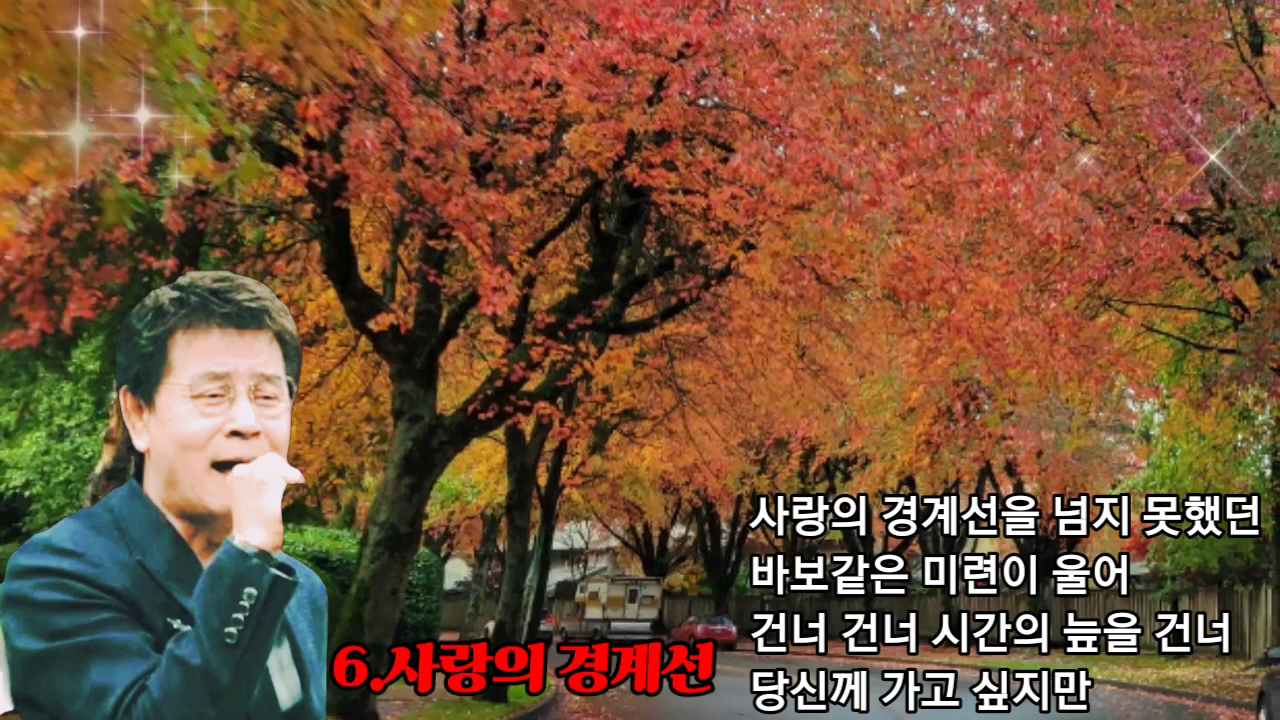 6.사랑의 경계선
사랑의 경계선을 넘지 못했던
바보같은 미련이 울어
건너 건너 시간의 늪을 건너
당신께 가고 싶지만